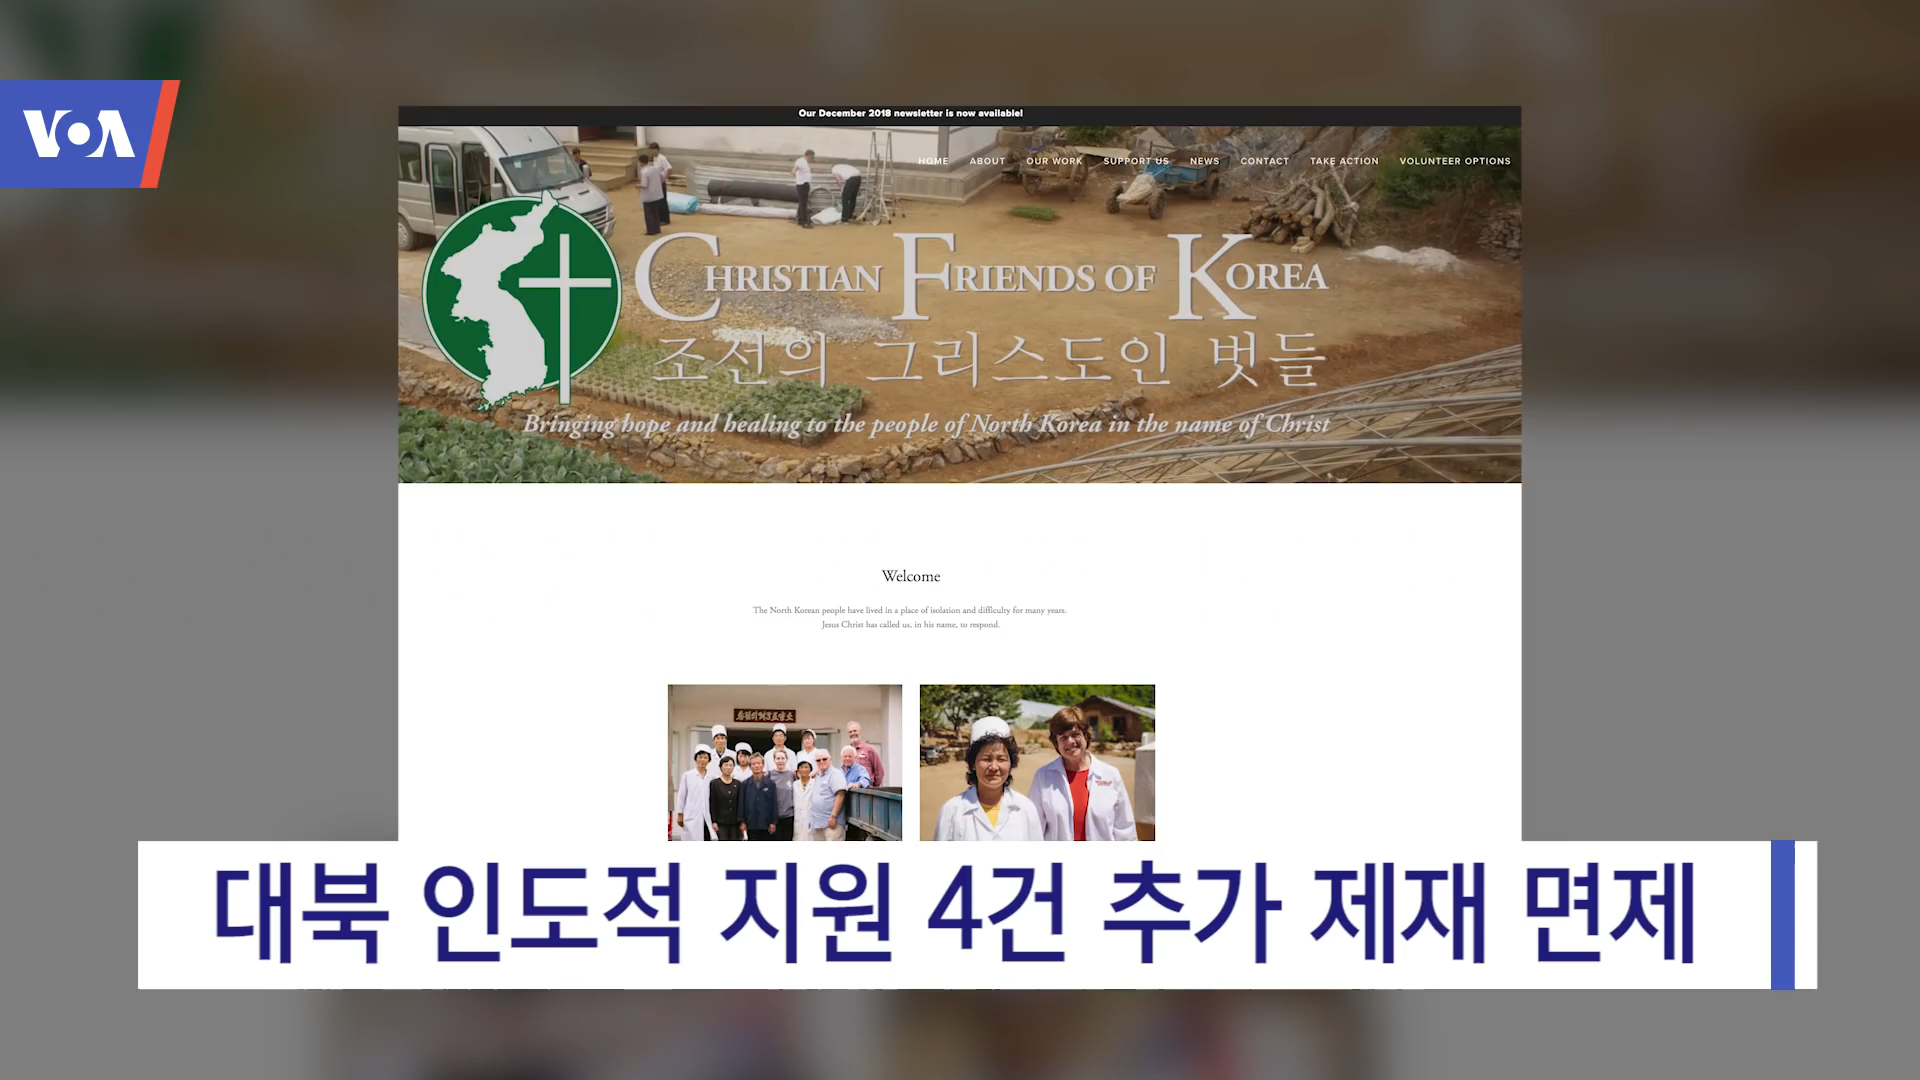 VOA
Our December 2018 newsletter is now available!
HOME ABOUT OUR WORK SUPPORT US NEWS CONTACT TAKE ACTION VOLUNTEER OPTIONS
CHRISTIAN FRIENDS OF KOREA
조선의 그리스도인 벗들
Bringing hope and healing to the people of North Korea in the name of Christ
Welcome
The North Korean people have lived in a place of isolation and difficulty for many years.
Jesus Christ has called us, in his name, to respond.
대북 인도적 지원 4건 추가 제재 면제